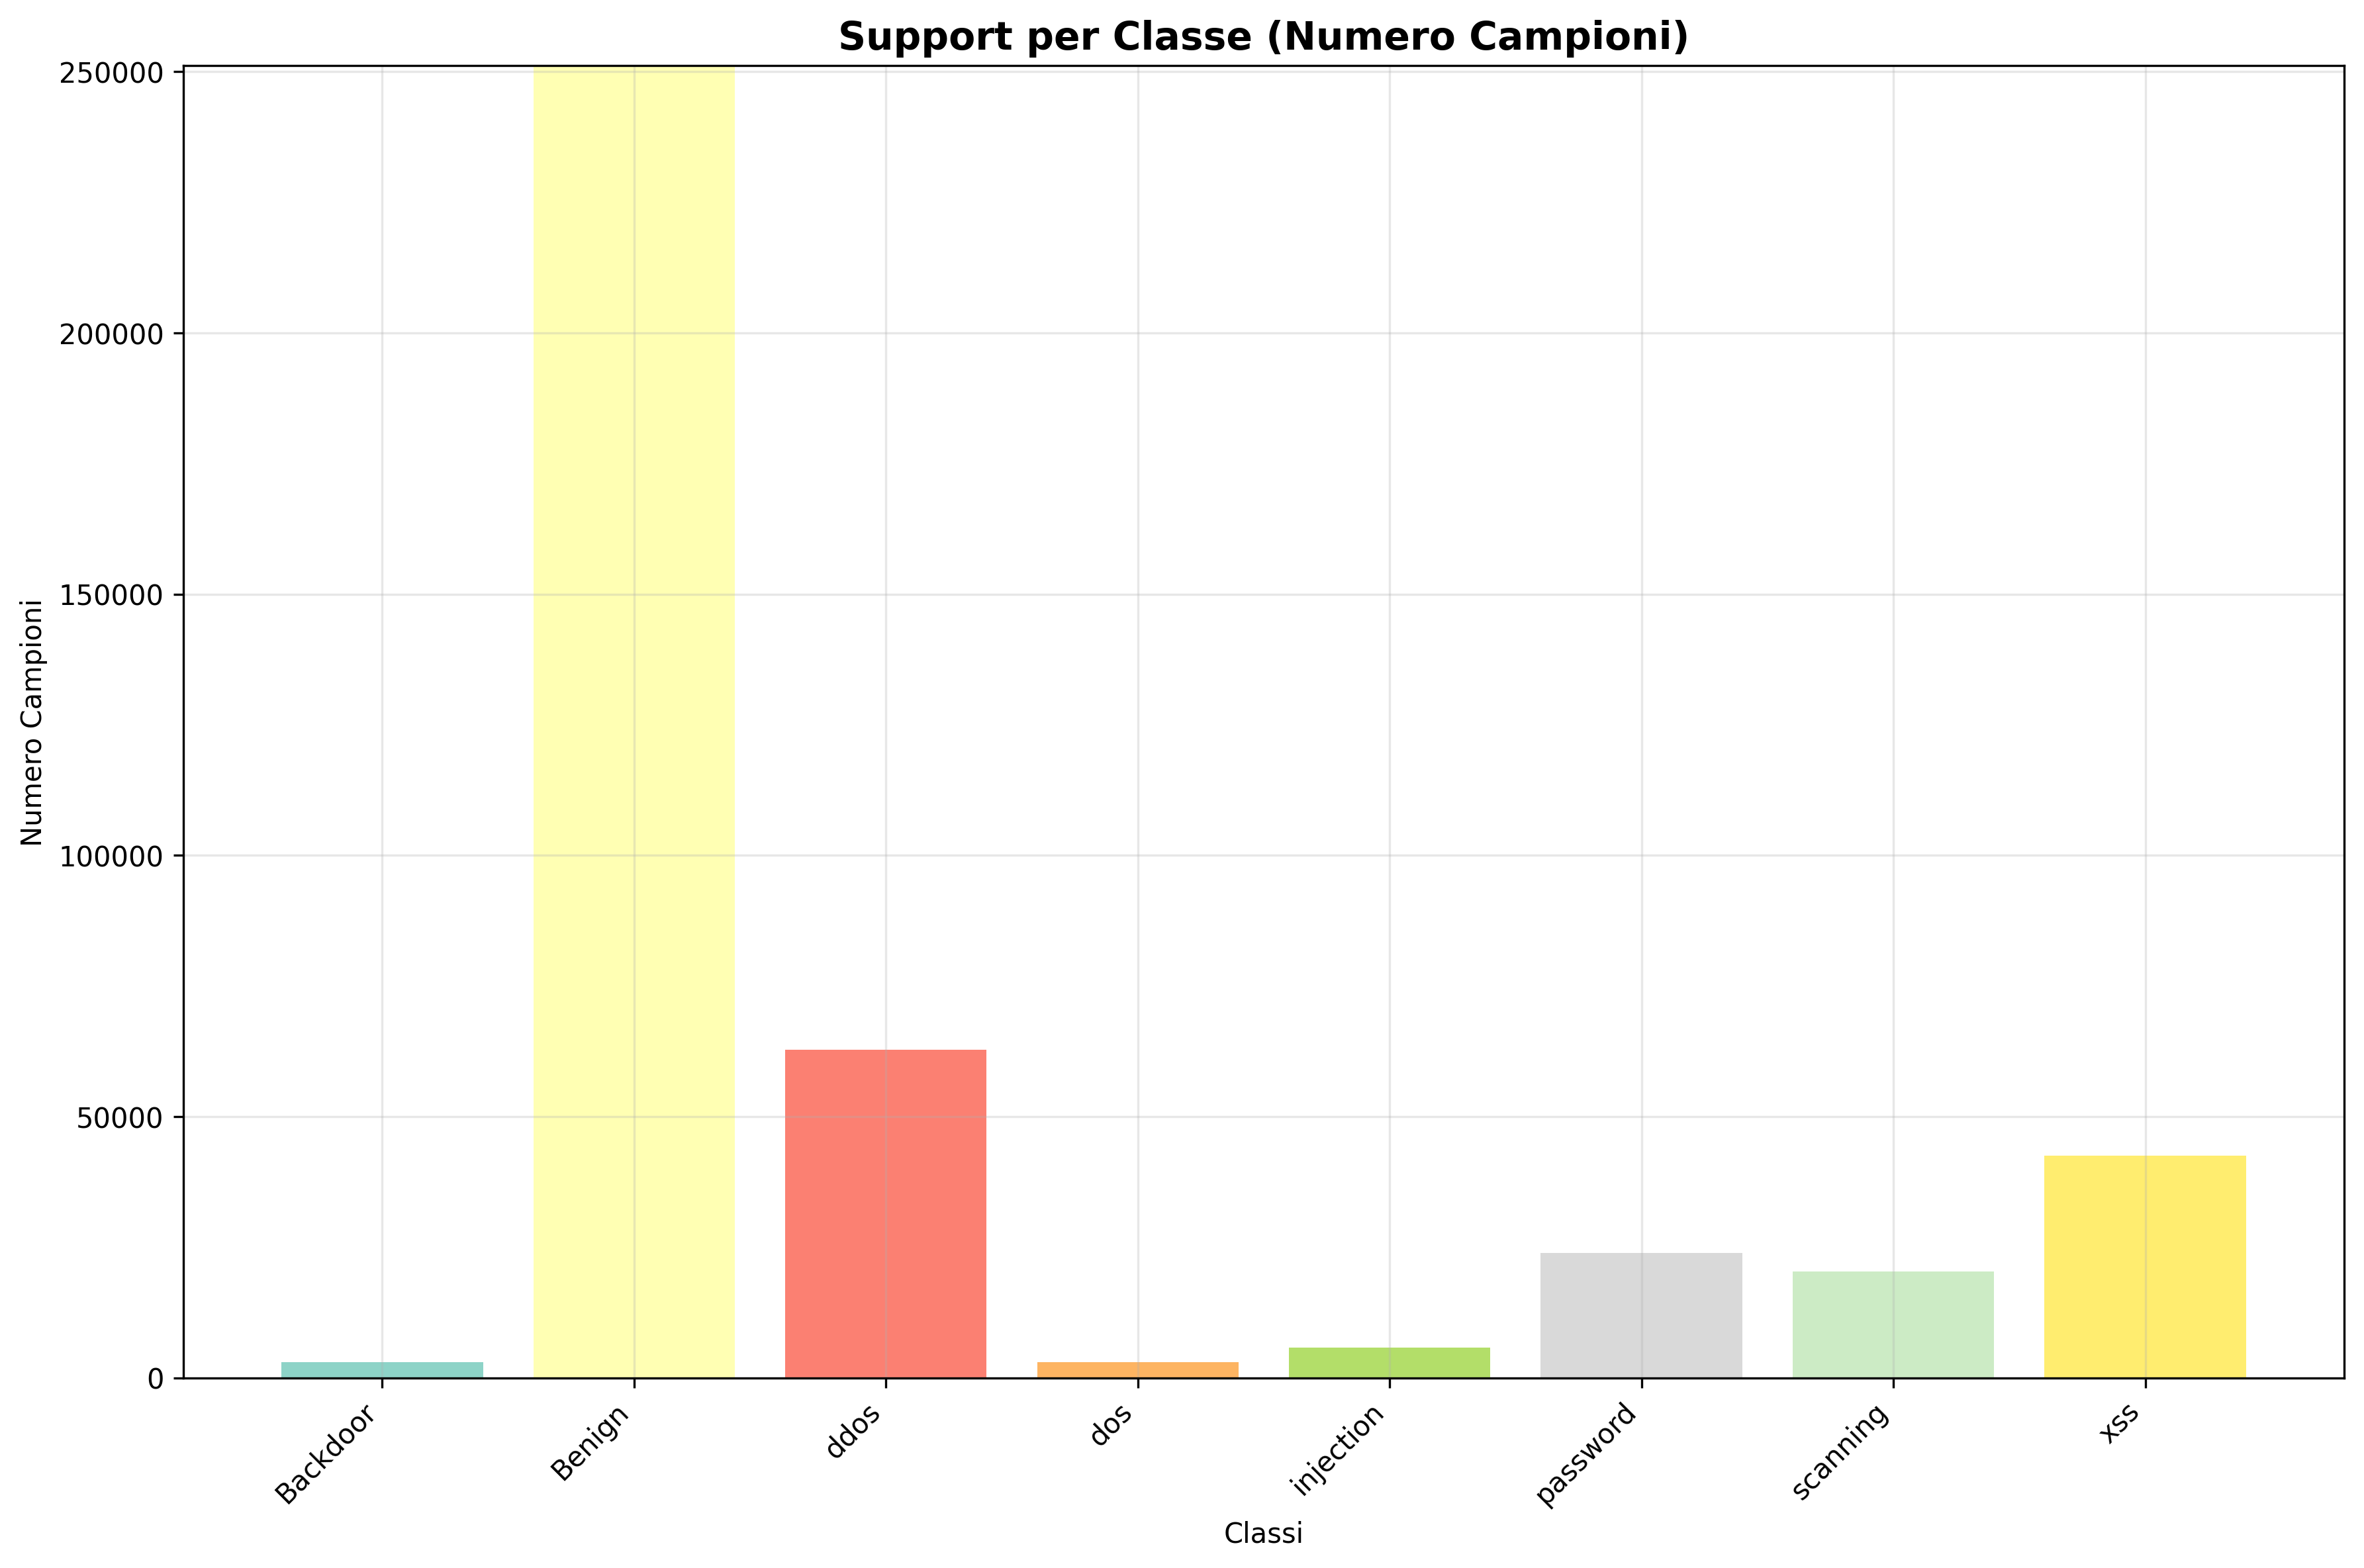 Support per Classe (Numero Campioni)
Numero Campioni
250000
200000
150000
100000
50000
0
Backdoor
Benign
ddos
dos
injection
password
scanning
xss
Classi